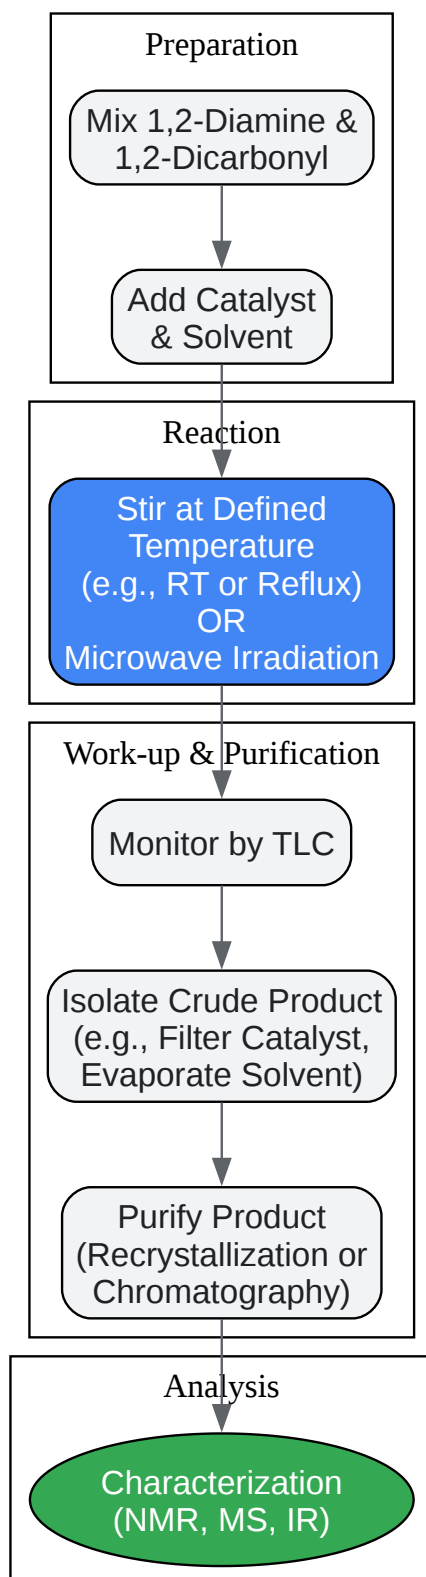 Preparation
Mix 1,2-Diamine &
1,2-Dicarbonyl
Add Catalyst
& Solvent
Reaction
Stir at Defined
Temperature
(e.g., RT or Reflux)
OR
Microwave Irradiation
Work-up & Purification
Monitor by TLC
Isolate Crude Product
(e.g., Filter Catalyst,
Evaporate Solvent)
Purify Product
(Recrystallization or
Chromatography)
Analysis
Characterization
(NMR, MS, IR)